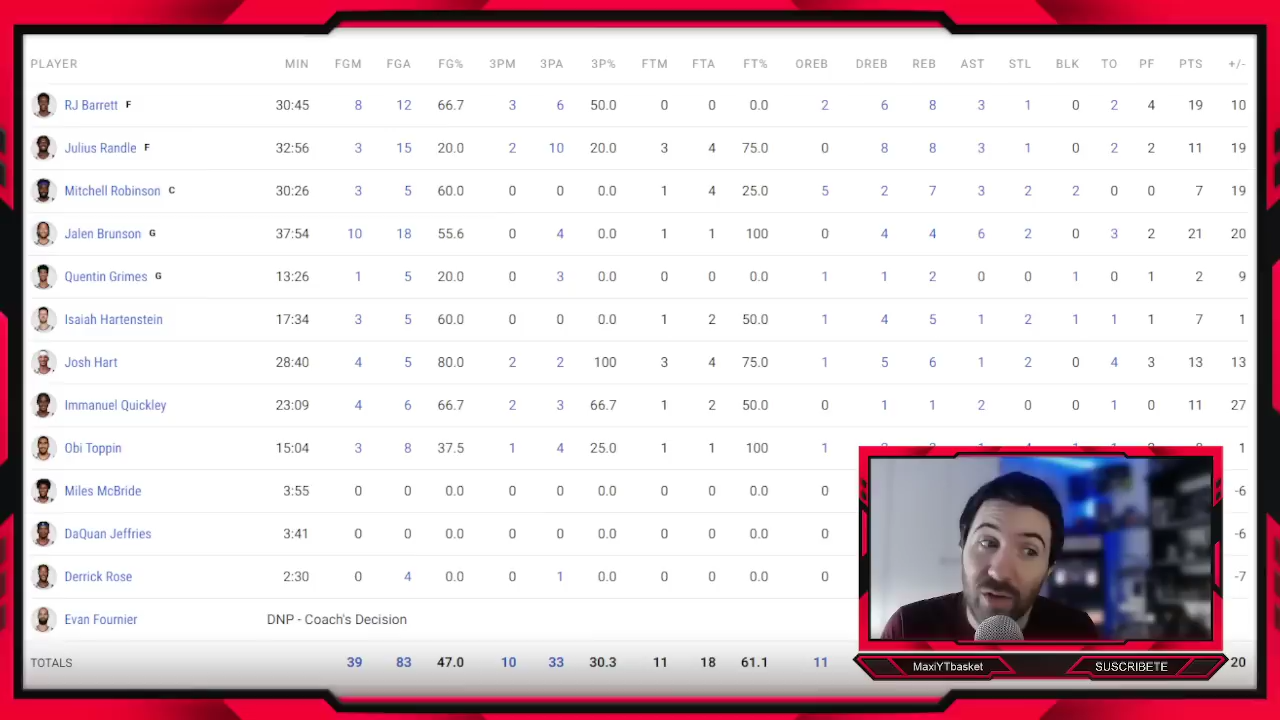 PLAYER MIN FGM FGA FG% 3PM 3PA 3P% FTM FTA FT% OREB DREB REB AST STL BLK TO PF PTS +/-
RJ Barrett F 30:45 8 12 66.7 3 6 50.0 0 0 0.0 2 6 8 3 1 0 2 4 19 10
Julius Randle F 32:56 3 15 20.0 2 10 20.0 3 4 75.0 0 8 8 3 1 0 2 2 11 19
Mitchell Robinson C 30:26 3 5 60.0 0 0 0.0 1 4 25.0 5 2 7 3 2 2 0 0 7 19
Jalen Brunson G 37:54 10 18 55.6 0 4 0.0 1 1 100 0 4 4 6 2 0 3 2 21 20
Quentin Grimes G 13:26 1 5 20.0 0 3 0.0 0 0 0.0 1 1 2 0 0 1 0 1 2 9
Isaiah Hartenstein 17:34 3 5 60.0 0 0 0.0 1 2 50.0 1 4 5 1 2 1 1 1 7 1
Josh Hart 28:40 4 5 80.0 2 2 100 3 4 75.0 1 5 6 1 2 0 4 3 13 13
Immanuel Quickley 23:09 4 6 66.7 2 3 66.7 1 2 50.0 0 1 1 2 0 0 1 0 11 27
Obi Toppin 15:04 3 8 37.5 1 4 25.0 1 1 100 1 1
Miles McBride 3:55 0 0 0.0 0 0 0.0 0 0 0.0 0 -6
DaQuan Jeffries 3:41 0 0 0.0 0 0 0.0 0 0 0.0 0 -6
Derrick Rose 2:30 0 4 0.0 0 1 0.0 0 0 0.0 0 -7
Evan Fournier DNP - Coach's Decision
TOTALS 39 83 47.0 10 33 30.3 11 18 61.1 11 20
MaxiYTbasket SUSCRIBETE